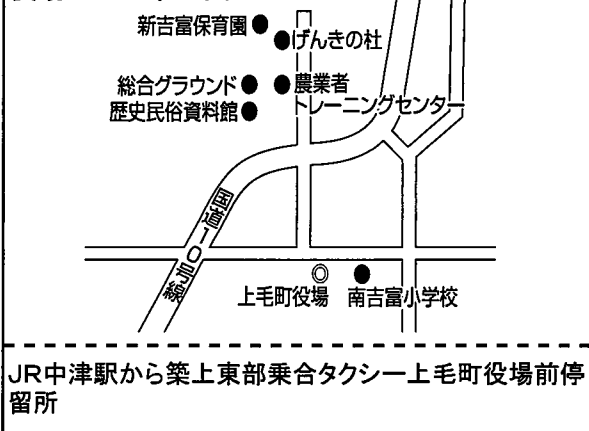 新吉富保育園
げんきの杜
総合グラウンド
農業者
トレーニングセンター
歴史民俗資料館
国道10号線
上毛町役場
南吉富小学校
JR中津駅から築上東部乗合タクシー上毛町役場前停
留所